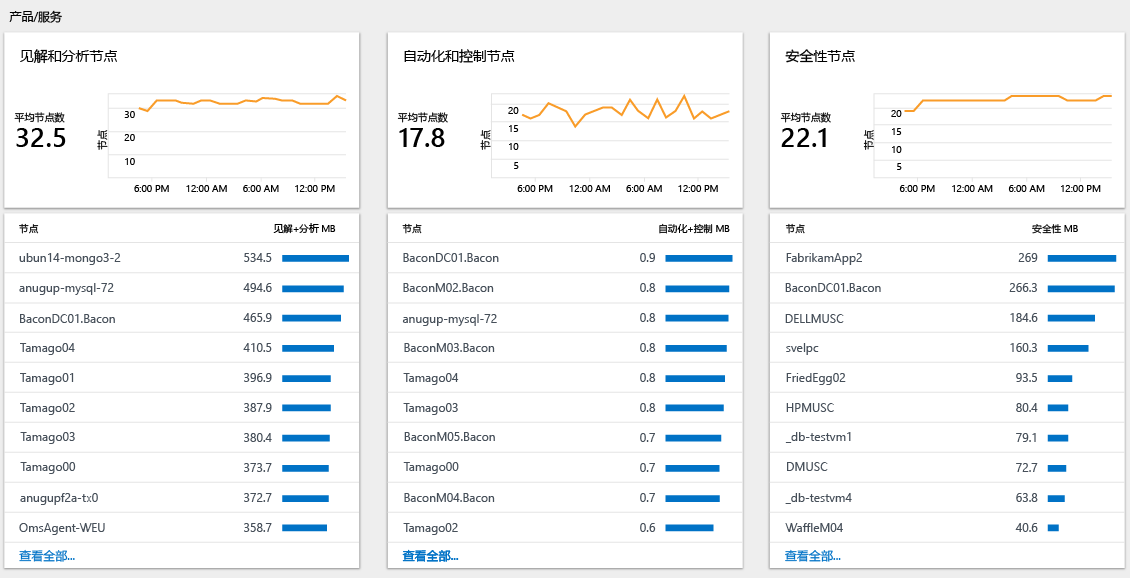 产品/服务
见解和分析节点
平均节点数
32.5
节点
30
20
10
6:00 PM 12:00 AM 6:00 AM 12:00 PM
节点 见解+分析 MB
ubun14-mongo3-2 534.5
anugup-mysql-72 494.6
BaconDC01.Bacon 465.9
Tamago04 410.5
Tamago01 396.9
Tamago02 387.9
Tamago03 380.4
Tamago00 373.7
anugupf2a-tx0 372.7
OmsAgent-WEU 358.7
查看全部...
自动化和控制节点
平均节点数
17.8
节点
20
15
10
5
6:00 PM 12:00 AM 6:00 AM 12:00 PM
节点 自动化+控制 MB
BaconDC01.Bacon 0.9
BaconM02.Bacon 0.8
anugup-mysql-72 0.8
BaconM03.Bacon 0.8
Tamago04 0.8
Tamago03 0.8
BaconM05.Bacon 0.7
Tamago00 0.7
BaconM04.Bacon 0.7
Tamago02 0.6
查看全部...
安全性节点
平均节点数
22.1
节点
20
15
10
5
6:00 PM 12:00 AM 6:00 AM 12:00 PM
节点 安全性 MB
FabrikamApp2 269
BaconDC01.Bacon 266.3
DELLMUSC 184.6
svelpc 160.3
FriedEgg02 93.5
HPMUSC 80.4
_db-testvm1 79.1
DMUSC 72.7
_db-testvm4 63.8
WaffleM04 40.6
查看全部...